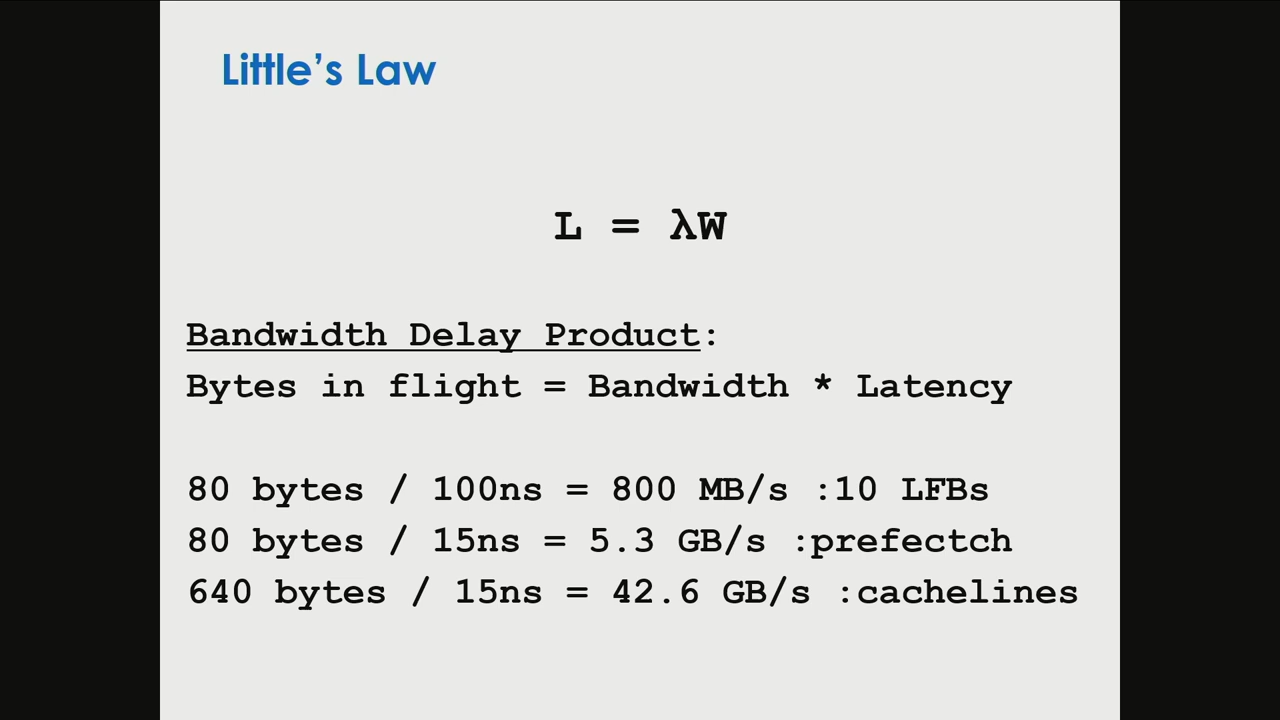 Little’s Law
L = λW
Bandwidth Delay Product:
Bytes in flight = Bandwidth * Latency
80 bytes / 100ns = 800 MB/s :10 LFBs
80 bytes / 15ns = 5.3 GB/s :prefectch
640 bytes / 15ns = 42.6 GB/s :cachelines